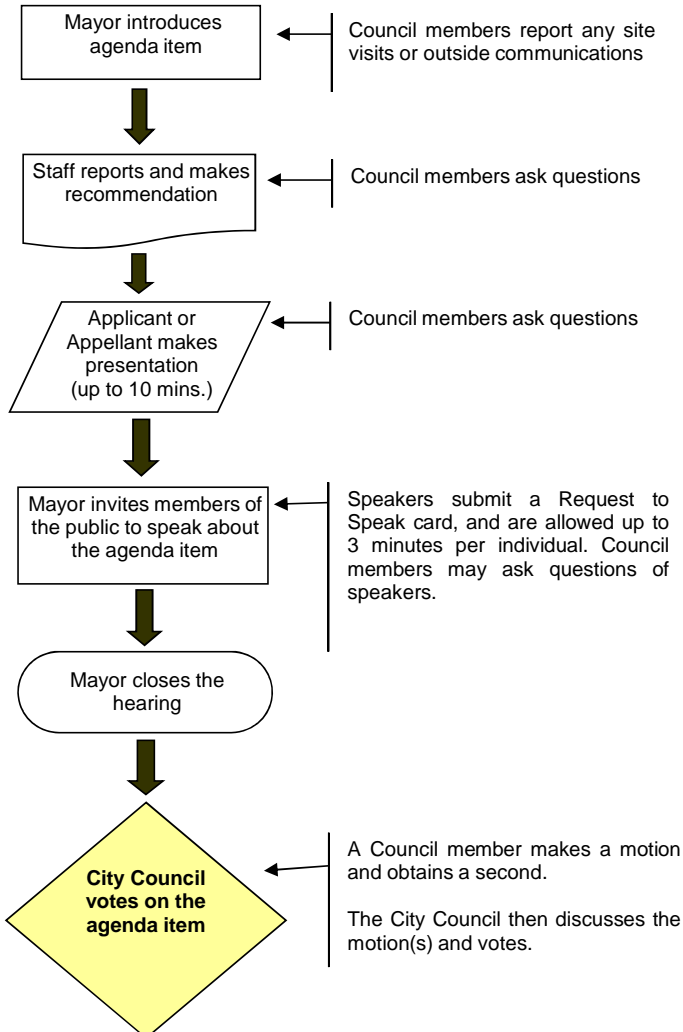 Mayor introduces
agenda item
Council members report any site
visits or outside communications
Staff reports and makes
recommendation
Council members ask questions
Applicant or
Appellant makes
presentation
(up to 10 mins.)
Council members ask questions
Mayor invites members of
the public to speak about
the agenda item
Speakers submit a Request to
Speak card, and are allowed up to
3 minutes per individual. Council
members may ask questions of
speakers.
Mayor closes the
hearing
City Council
votes on the
agenda item
A Council member makes a motion
and obtains a second.
The City Council then discusses the
motion(s) and votes.